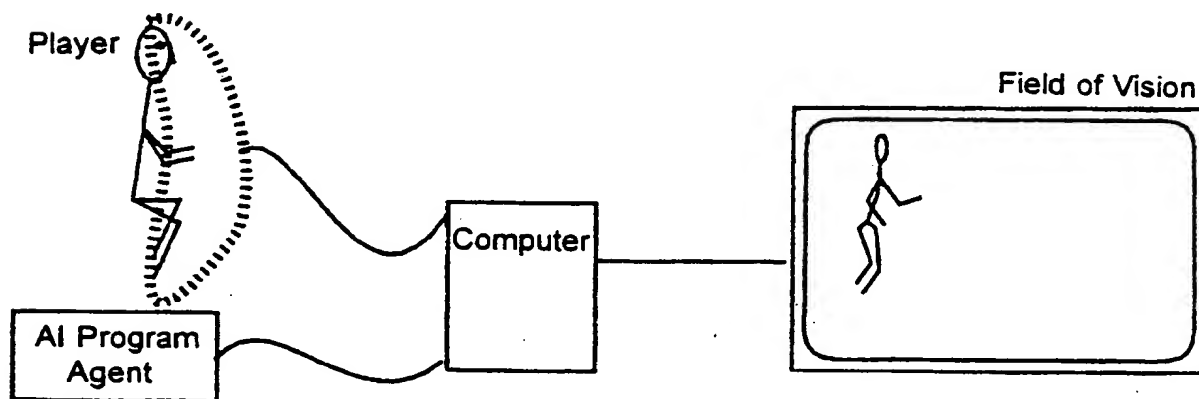 Player
Field of Vision
Computer
AI Program
Agent